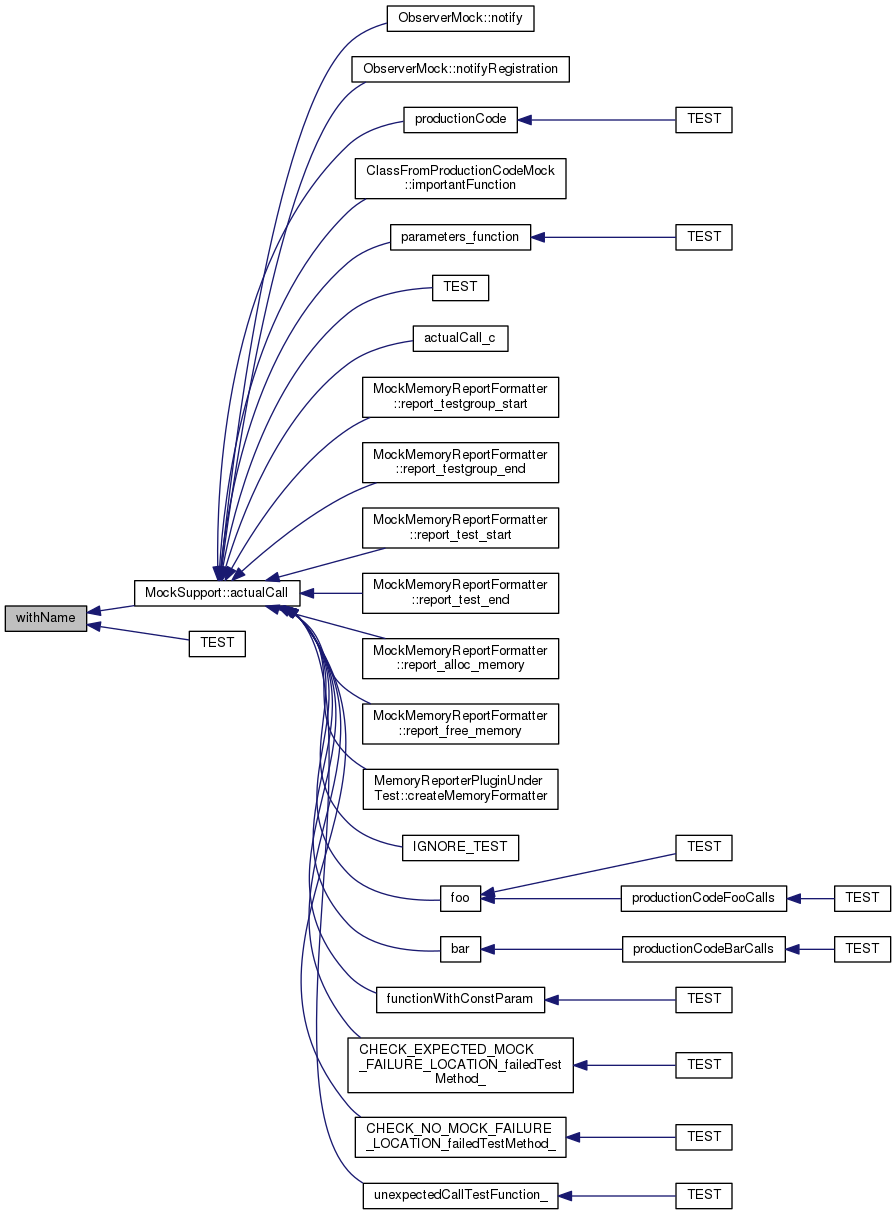 ObserverMock::notify
ObserverMock::notifyRegistration
productionCode
TEST
ClassFromProductionCodeMock
::importantFunction
parameters_function
TEST
TEST
actualCall_c
MockMemoryReportFormatter
::report_testgroup_start
MockMemoryReportFormatter
::report_testgroup_end
MockMemoryReportFormatter
::report_test_start
MockSupport::actualCall
MockMemoryReportFormatter
::report_test_end
withName
TEST
MockMemoryReportFormatter
::report_alloc_memory
MockMemoryReportFormatter
::report_free_memory
MemoryReporterPluginUnder
Test::createMemoryFormatter
IGNORE_TEST
TEST
foo
productionCodeFooCalls
TEST
bar
productionCodeBarCalls
TEST
functionWithConstParam
TEST
CHECK_EXPECTED_MOCK
_FAILURE_LOCATION_failedTest
Method_
TEST
CHECK_NO_MOCK_FAILURE
_LOCATION_failedTestMethod_
TEST
unexpectedCallTestFunction_
TEST